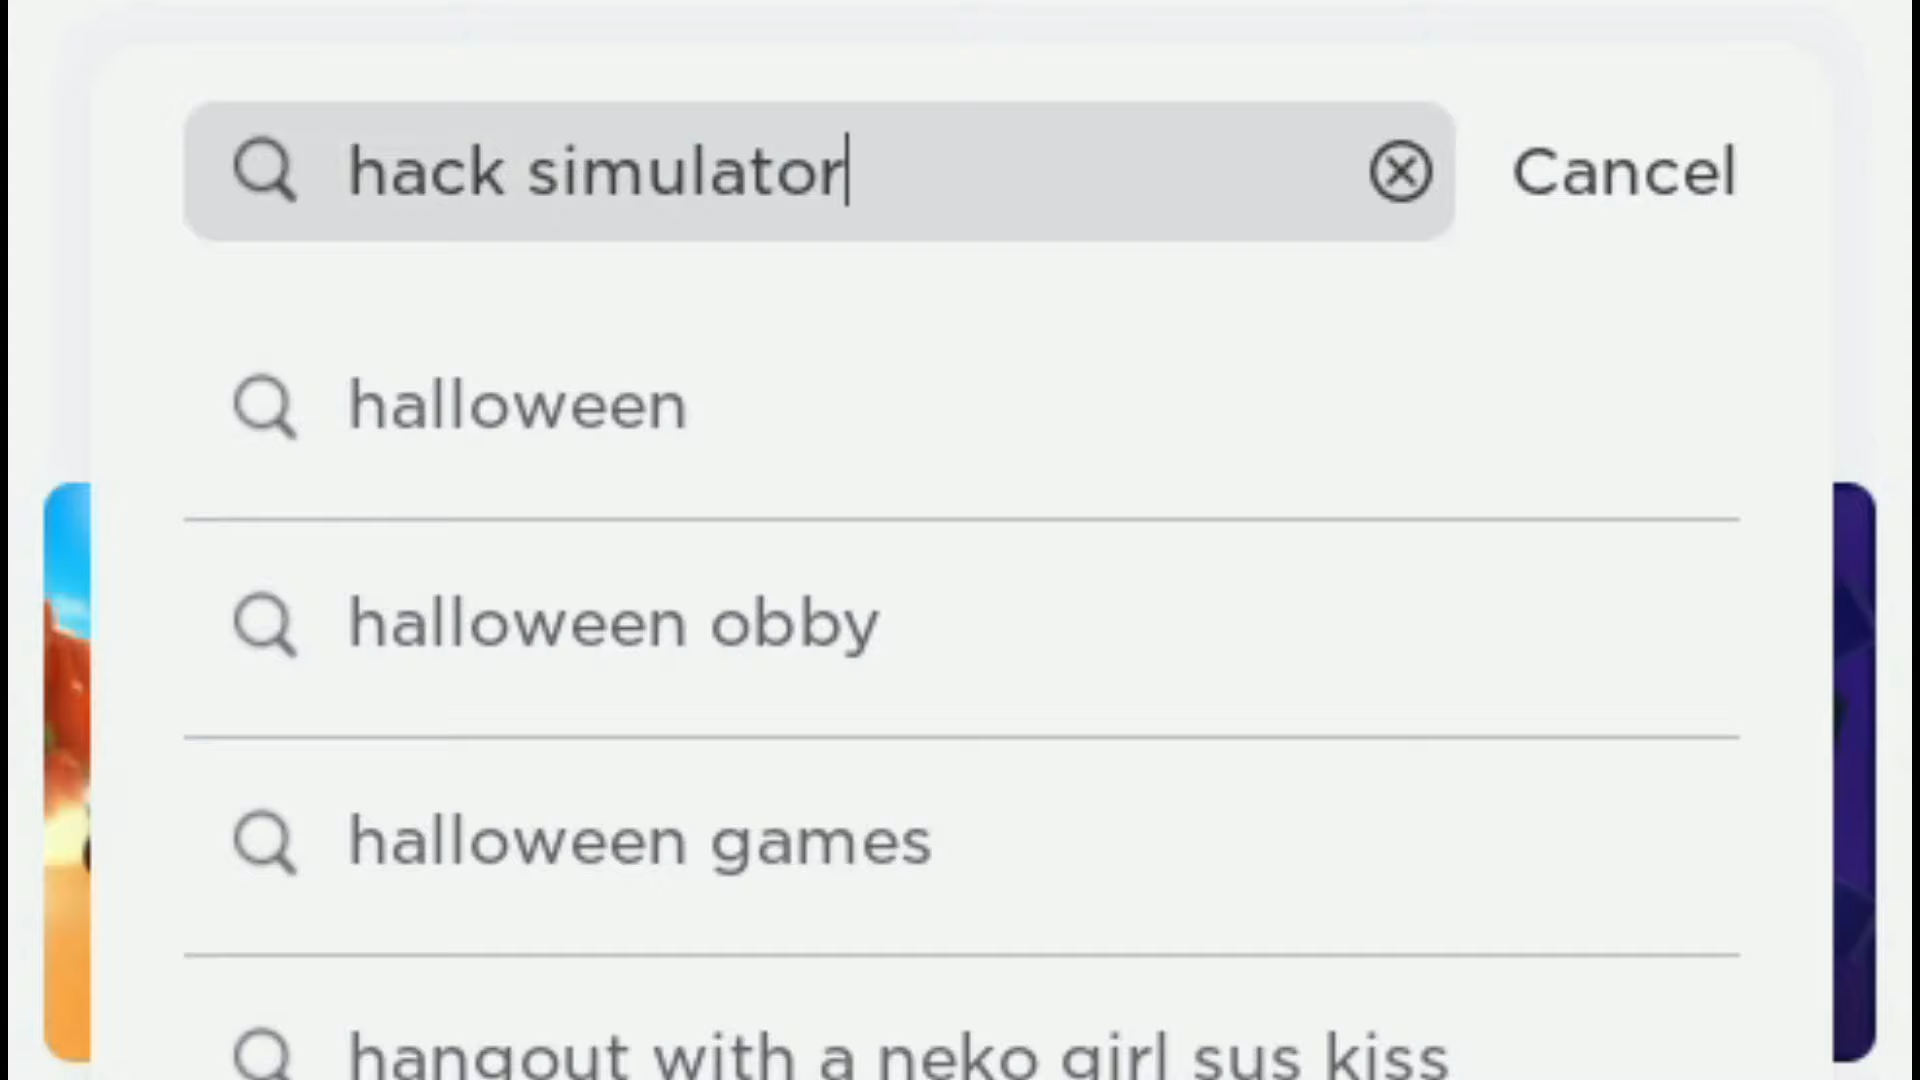 hack simulator
Cancel
halloween
halloween obby
halloween games
hangout with a neko girl sus kiss